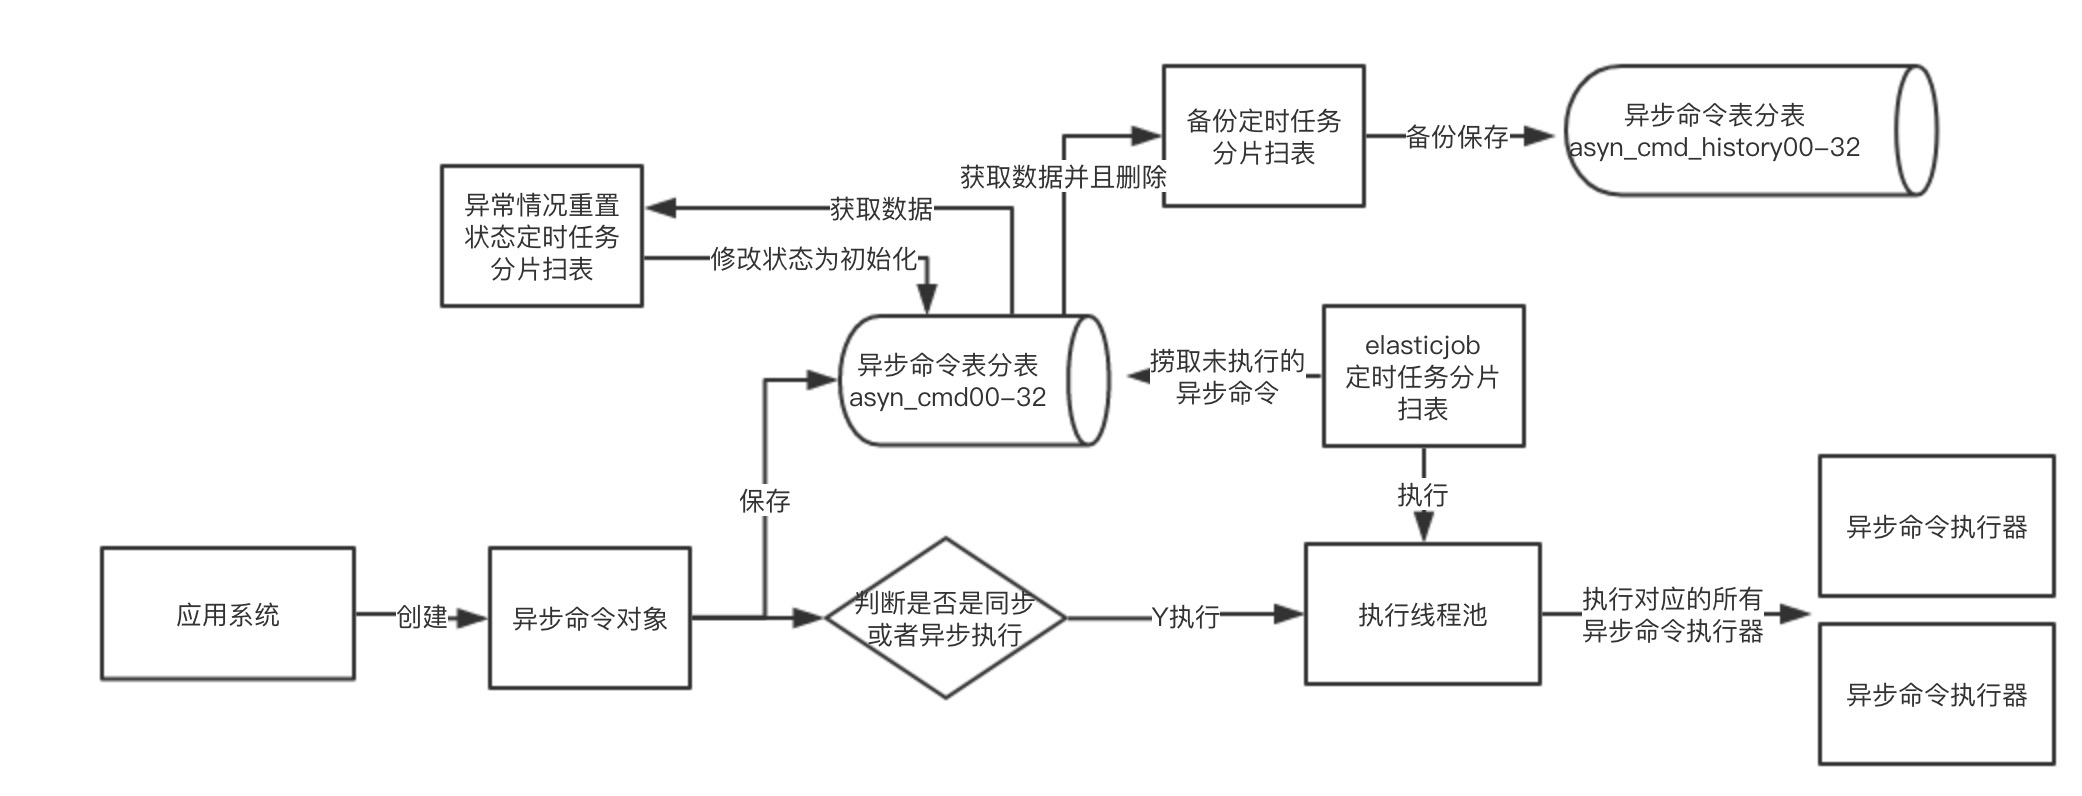 备份定时任务
分片扫表
备份保存
异步命令表分表
asyn_cmd_history00-32
获取数据并且删除
异常情况重置
状态定时任务
分片扫表
获取数据
修改状态为初始化
异步命令表分表
asyn_cmd00-32
捞取未执行的
异步命令
elasticjob
定时任务分片
扫表
保存
执行
异步命令执行器
应用系统
创建
异步命令对象
判断是否是同步
或者异步执行
Y执行
执行线程池
执行对应的所有
异步命令执行器
异步命令执行器